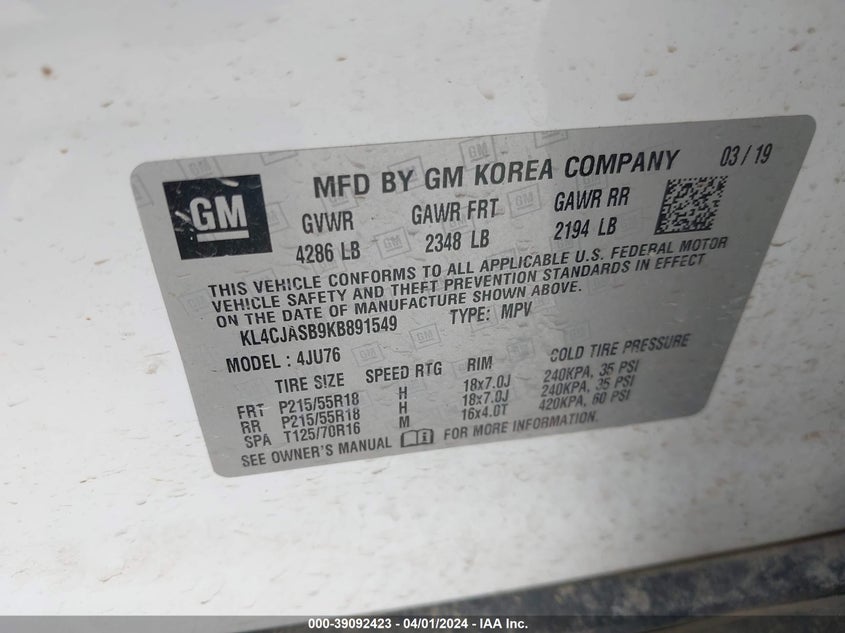 GM
MFD BY GM KOREA COMPANY 03 / 19
GVWR GAWR FRT GAWR RR
4286 LB 2348 LB 2194 LB
THIS VEHICLE CONFORMS TO ALL APPLICABLE U.S. FEDERAL MOTOR
VEHICLE SAFETY AND THEFT PREVENTION STANDARDS IN EFFECT
ON THE DATE OF MANUFACTURE SHOWN ABOVE.
KL4CJASB9KB891549 TYPE: MPV
MODEL : 4JU76
TIRE SIZE SPEED RTG RIM COLD TIRE PRESSURE
FRT P215/55R18 H 18x7.0J 240KPA, 35 PSI
RR P215/55R18 H 18x7.0J 240KPA, 35 PSI
SPA T125/70R16 M 16x4.0T 420KPA, 60 PSI
SEE OWNER'S MANUAL FOR MORE INFORMATION.
000-39092423 - 04/01/2024 - IAA Inc.